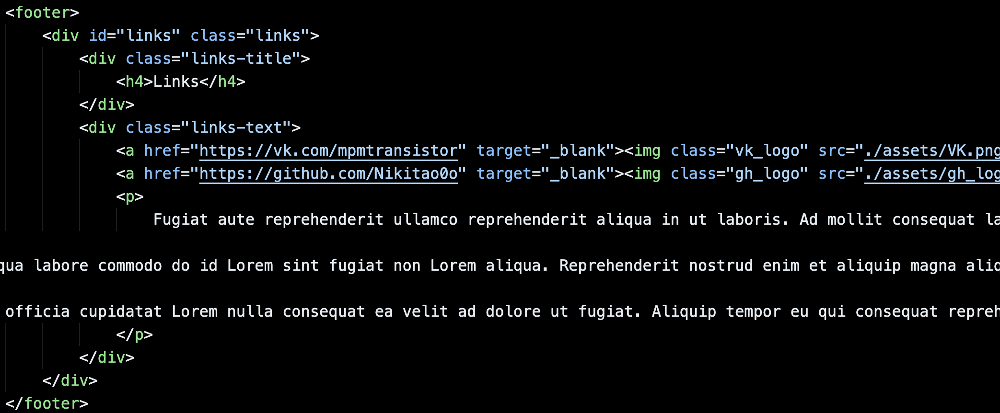 <footer>
<div id="links" class="links">
<div class="links-title">
<h4>Links</h4>
</div>
<div class="links-text">
<a href="https://vk.com/mpmtransistor" target="_blank"><img class="vk_logo" src="./assets/VK.png
<a href="https://github.com/Nikitao0o" target="_blank"><img class="gh_logo" src="./assets/gh_log
<p>
Fugiat aute reprehenderit ullamco reprehenderit aliqua in ut laboris. Ad mollit consequat la
qua labore commodo do id Lorem sint fugiat non Lorem aliqua. Reprehenderit nostrud enim et aliquip magna aliq
officia cupidatat Lorem nulla consequat ea velit ad dolore ut fugiat. Aliquip tempor eu qui consequat repreh
</p>
</div>
</div>
</footer>